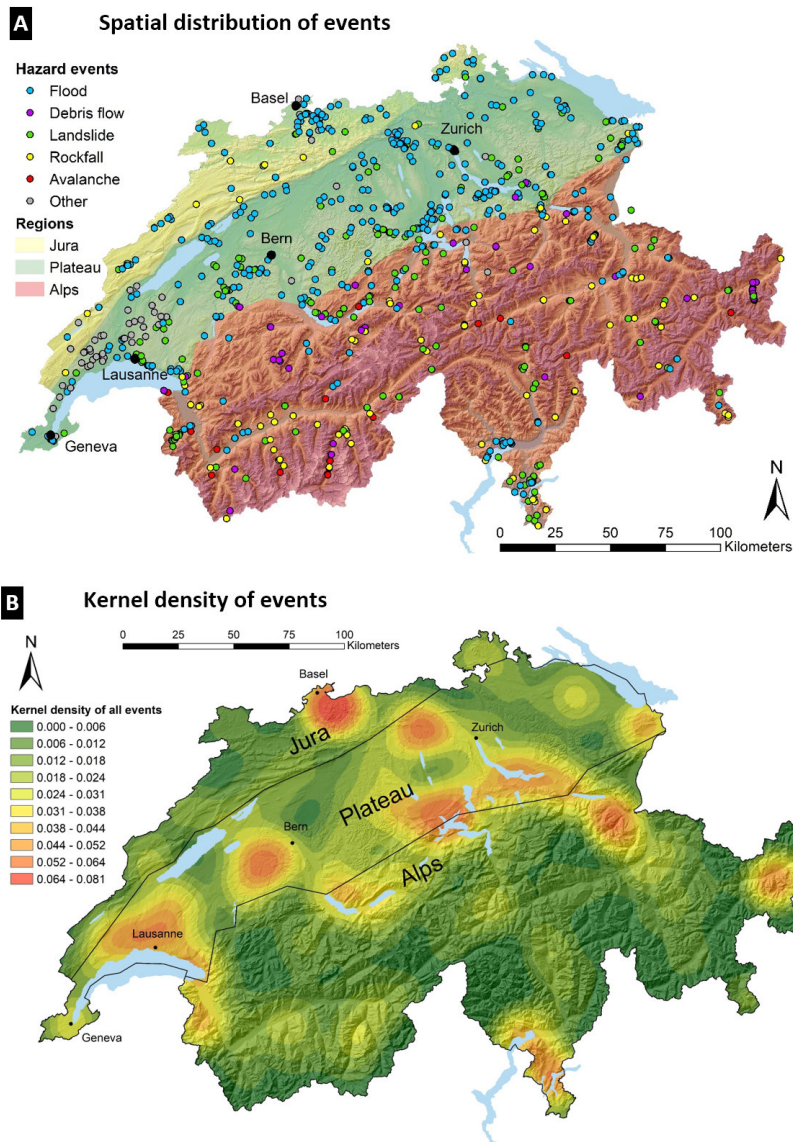 A
Spatial distribution of events
Hazard events
Flood
Debris flow
Landslide
Rockfall
Avalanche
Other
Regions
Jura
Plateau
Alps
Basel
Zurich
Bern
Lausanne
Geneva
N
0 25 50 75 100
Kilometers
B
Kernel density of events
N
0 25 50 75 100
Kilometers
Kernel density of all events
0.000 - 0.006
0.006 - 0.012
0.012 - 0.018
0.018 - 0.024
0.024 - 0.031
0.031 - 0.038
0.038 - 0.044
0.044 - 0.052
0.052 - 0.064
0.064 - 0.081
Basel
Jura
Zurich
Plateau
Bern
Alps
Lausanne
Geneva